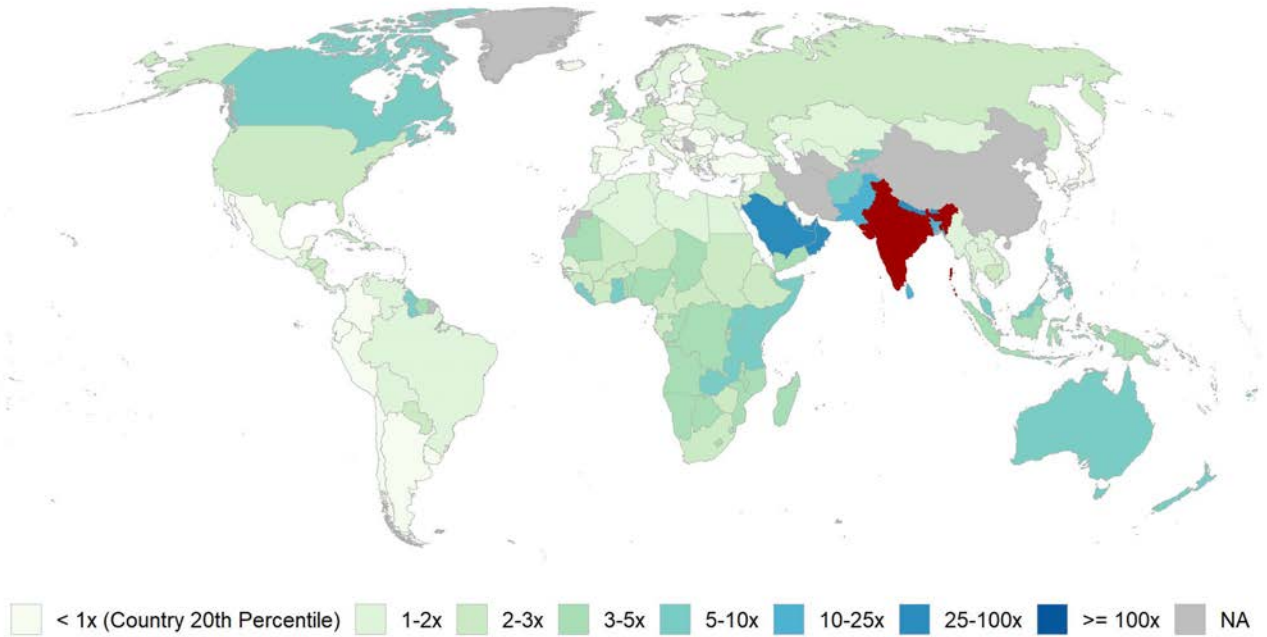 < 1x (Country 20th Percentile) 1-2x 2-3x 3-5x 5-10x 10-25x 25-100x >= 100x NA